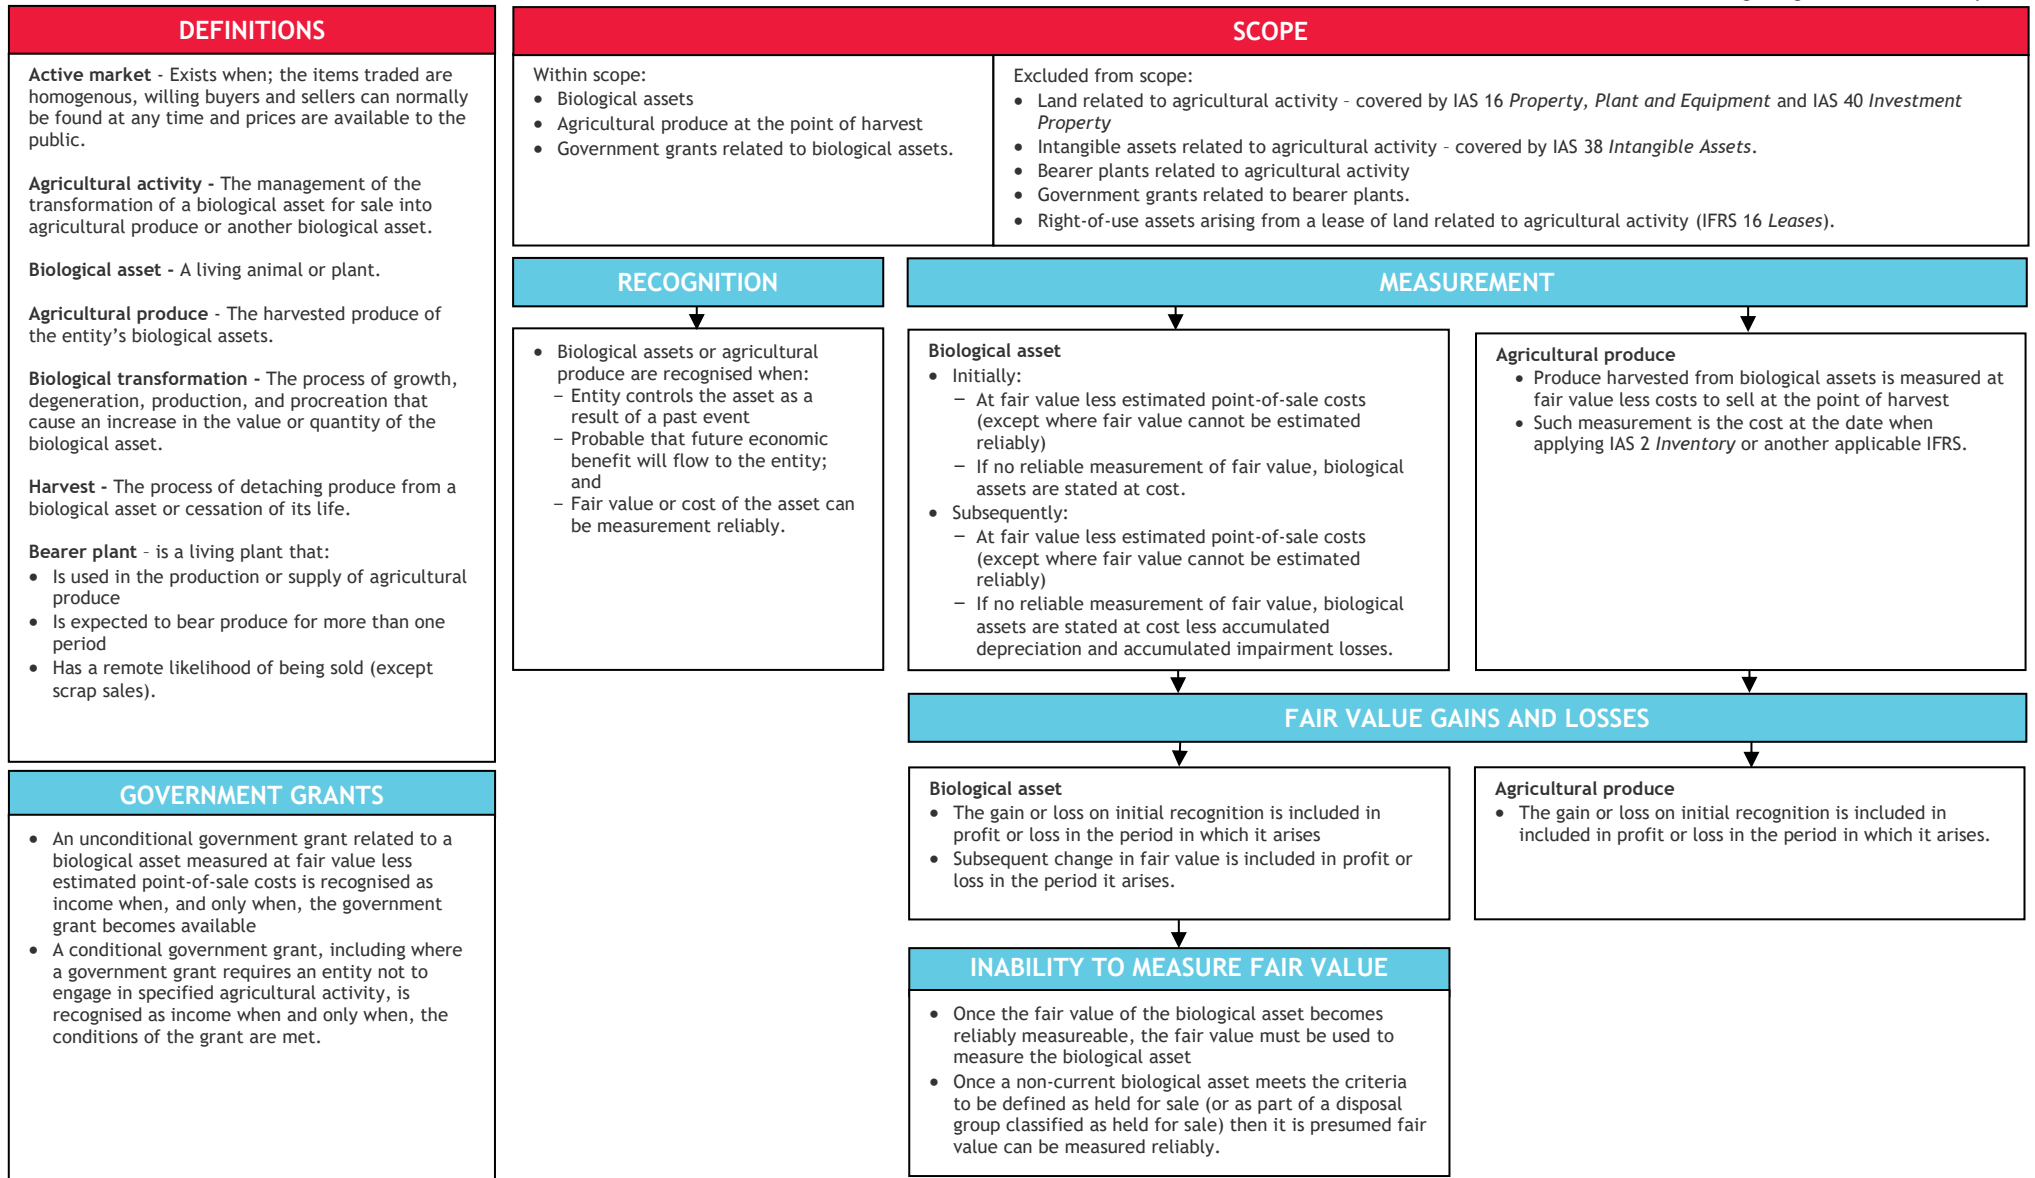 DEFINITIONS
Active market - Exists when; the items traded are
homogenous, willing buyers and sellers can normally
be found at any time and prices are available to the
public.
Agricultural activity - The management of the
transformation of a biological asset for sale into
agricultural produce or another biological asset.
Biological asset - A living animal or plant.
Agricultural produce - The harvested produce of
the entity’s biological assets.
Biological transformation - The process of growth,
degeneration, production, and procreation that
cause an increase in the value or quantity of the
biological asset.
Harvest - The process of detaching produce from a
biological asset or cessation of its life.
Bearer plant – is a living plant that:
• Is used in the production or supply of agricultural
produce
• Is expected to bear produce for more than one
period
• Has a remote likelihood of being sold (except
scrap sales).
GOVERNMENT GRANTS
• An unconditional government grant related to a
biological asset measured at fair value less
estimated point-of-sale costs is recognised as
income when, and only when, the government
grant becomes available
• A conditional government grant, including where
a government grant requires an entity not to
engage in specified agricultural activity, is
recognised as income when and only when, the
conditions of the grant are met.
SCOPE
Within scope:
• Biological assets
• Agricultural produce at the point of harvest
• Government grants related to biological assets.
Excluded from scope:
• Land related to agricultural activity – covered by IAS 16 Property, Plant and Equipment and IAS 40 Investment
Property
• Intangible assets related to agricultural activity – covered by IAS 38 Intangible Assets.
• Bearer plants related to agricultural activity
• Government grants related to bearer plants.
• Right-of-use assets arising from a lease of land related to agricultural activity (IFRS 16 Leases).
RECOGNITION
• Biological assets or agricultural
produce are recognised when:
– Entity controls the asset as a
result of a past event
– Probable that future economic
benefit will flow to the entity;
and
– Fair value or cost of the asset can
be measurement reliably.
MEASUREMENT
Biological asset
• Initially:
– At fair value less estimated point-of-sale costs
(except where fair value cannot be estimated
reliably)
– If no reliable measurement of fair value, biological
assets are stated at cost.
• Subsequently:
– At fair value less estimated point-of-sale costs
(except where fair value cannot be estimated
reliably)
– If no reliable measurement of fair value, biological
assets are stated at cost less accumulated
depreciation and accumulated impairment losses.
Agricultural produce
• Produce harvested from biological assets is measured at
fair value less costs to sell at the point of harvest
• Such measurement is the cost at the date when
applying IAS 2 Inventory or another applicable IFRS.
FAIR VALUE GAINS AND LOSSES
Biological asset
• The gain or loss on initial recognition is included in
profit or loss in the period in which it arises
• Subsequent change in fair value is included in profit or
loss in the period it arises.
Agricultural produce
• The gain or loss on initial recognition is included in
included in profit or loss in the period in which it arises.
INABILITY TO MEASURE FAIR VALUE
• Once the fair value of the biological asset becomes
reliably measureable, the fair value must be used to
measure the biological asset
• Once a non-current biological asset meets the criteria
to be defined as held for sale (or as part of a disposal
group classified as held for sale) then it is presumed fair
value can be measured reliably.